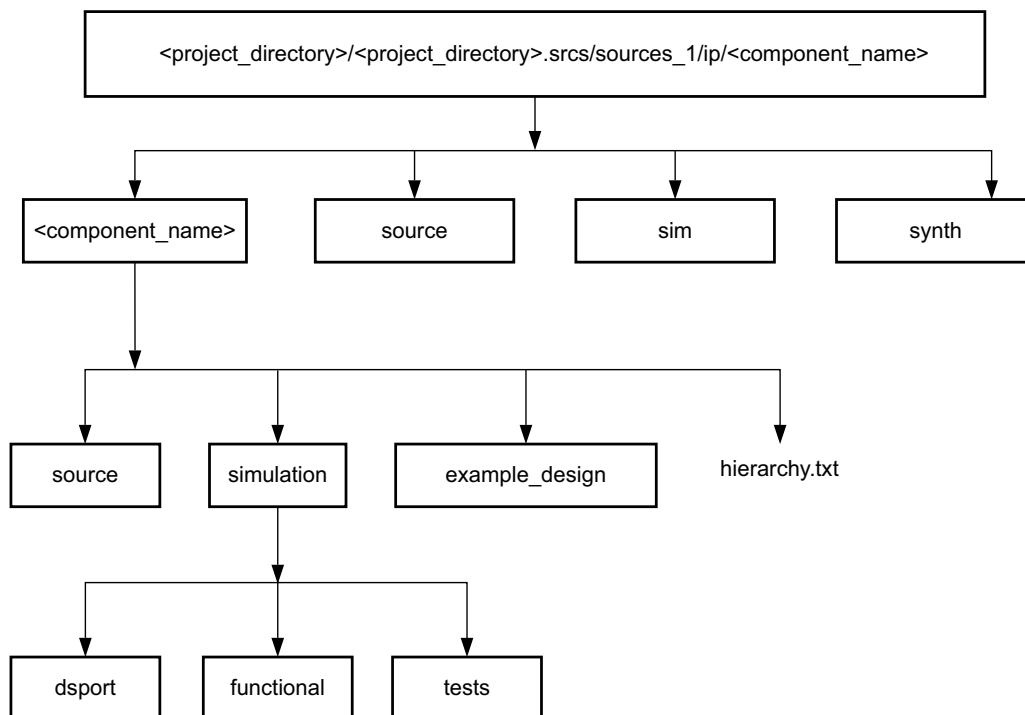 <project_directory>/<project_directory>.srcs/sources_1/ip/<component_name>
<component_name>
source
sim
synth
source
simulation
example_design
hierarchy.txt
dsport
functional
tests